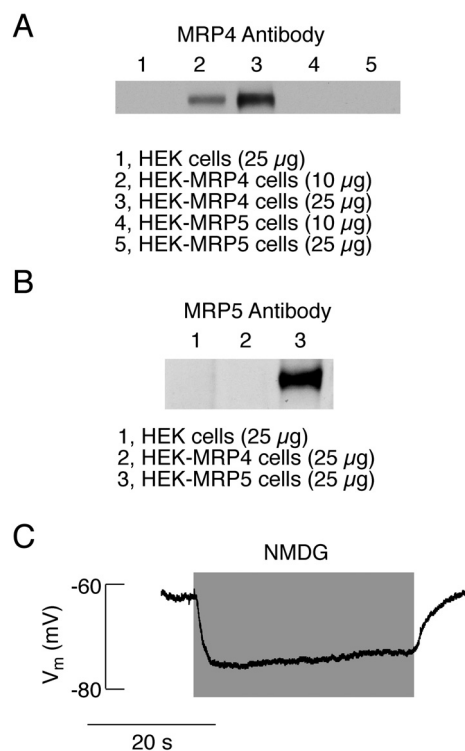 A
MRP4 Antibody
1 2 3 4 5
1, HEK cells (25 µg)
2, HEK-MRP4 cells (10 µg)
3, HEK-MRP4 cells (25 µg)
4, HEK-MRP5 cells (10 µg)
5, HEK-MRP5 cells (25 µg)
B
MRP5 Antibody
1 2 3
1, HEK cells (25 µg)
2, HEK-MRP4 cells (25 µg)
3, HEK-MRP5 cells (25 µg)
C
NMDG
-60
Vm (mV)
-80
20 s